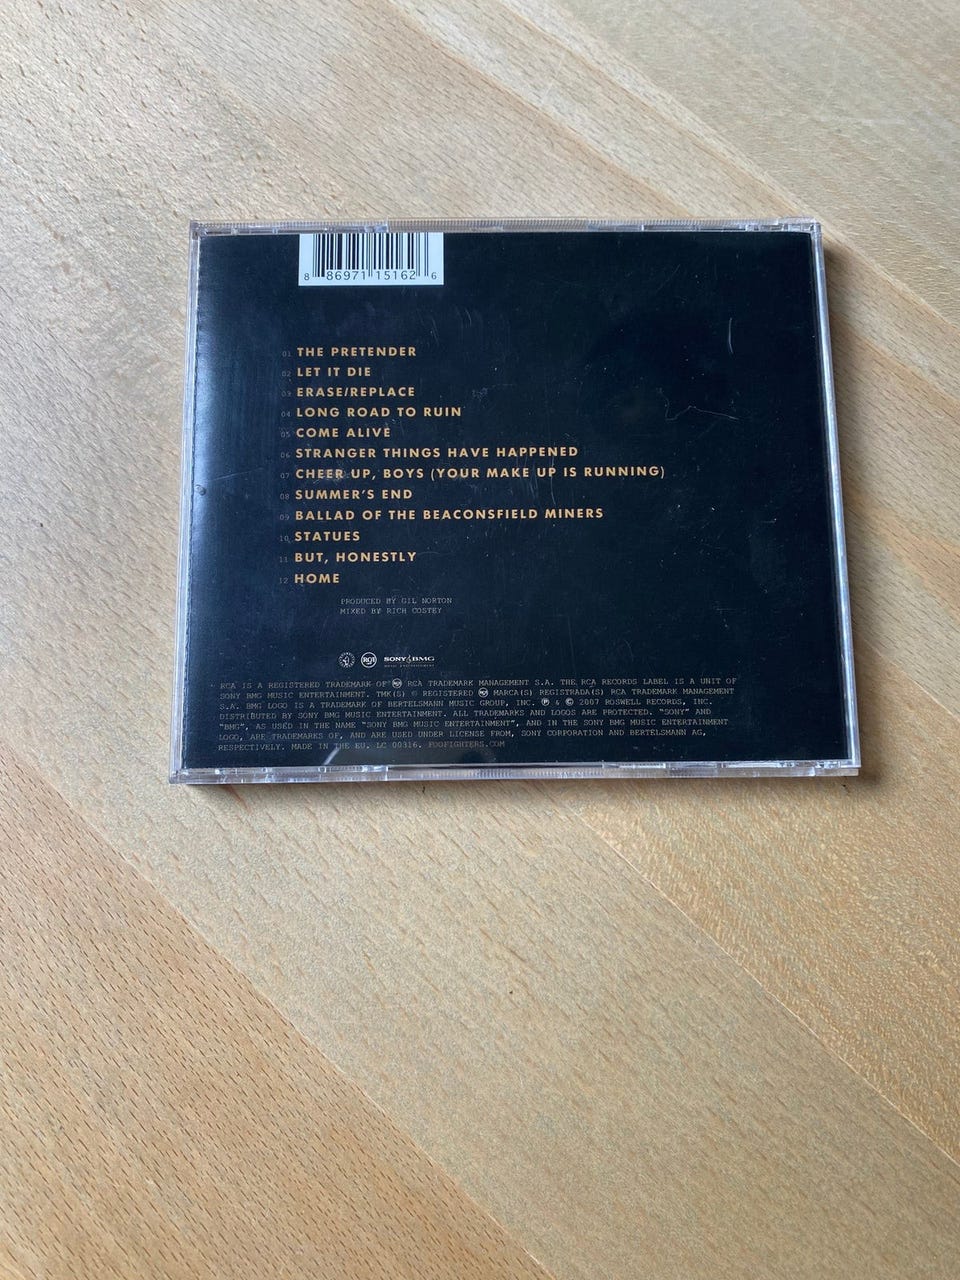 8 86971 15162 6
01 THE PRETENDER
02 LET IT DIE
03 ERASE/REPLACE
04 LONG ROAD TO RUIN
05 COME ALIVE
06 STRANGER THINGS HAVE HAPPENED
07 CHEER UP, BOYS (YOUR MAKE UP IS RUNNING)
08 SUMMER'S END
09 BALLAD OF THE BEACONSFIELD MINERS
10 STATUES
11 BUT, HONESTLY
12 HOME
PRODUCED BY GIL NORTON
MIXED BY RICH COSTEY
RCA SONY BMG
MUSIC ENTERTAINMENT
RCA IS A REGISTERED TRADEMARK OF RCA TRADEMARK MANAGEMENT S.A. THE RCA RECORDS LABEL IS A UNIT OF
SONY BMG MUSIC ENTERTAINMENT. TMK(S) ® REGISTERED MARCA(S) REGISTRADA(S) RCA TRADEMARK MANAGEMENT
S.A. BMG LOGO IS A TRADEMARK OF BERTELSMANN MUSIC GROUP, INC. ℗ & © 2007 ROSWELL RECORDS, INC.
DISTRIBUTED BY SONY BMG MUSIC ENTERTAINMENT. ALL TRADEMARKS AND LOGOS ARE PROTECTED. "SONY" AND
"BMG", AS USED IN THE NAME "SONY BMG MUSIC ENTERTAINMENT", AND IN THE SONY BMG MUSIC ENTERTAINMENT
LOGO, ARE TRADEMARKS OF, AND ARE USED UNDER LICENSE FROM, SONY CORPORATION AND BERTELSMANN AG,
RESPECTIVELY. MADE IN THE EU. LC 00316. FOOFIGHTERS.COM